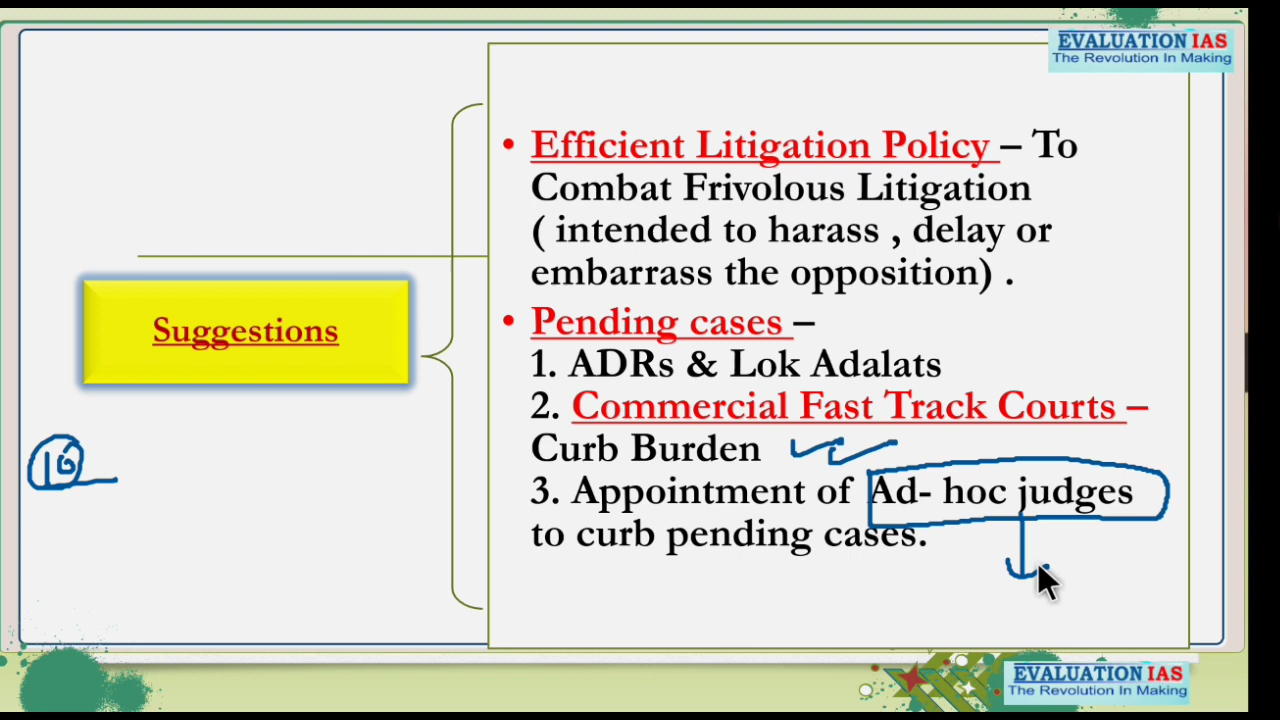 EVALUATION IAS
The Revolution In Making
• Efficient Litigation Policy – To
Combat Frivolous Litigation
( intended to harass , delay or
embarrass the opposition) .
• Pending cases –
1. ADRs & Lok Adalats
2. Commercial Fast Track Courts –
Curb Burden
3. Appointment of Ad- hoc judges
to curb pending cases.
Suggestions
16
EVALUATION IAS
The Revolution In Making